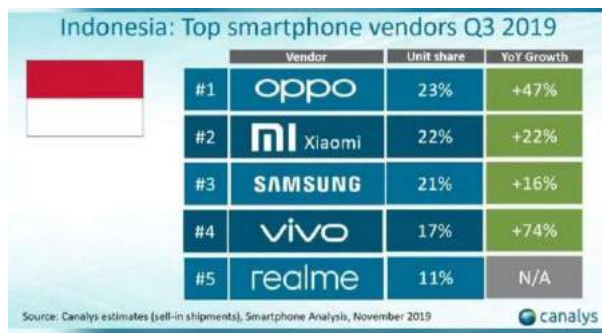 Indonesia: Top smartphone vendors Q3 2019
Vendor Unit share YoY Growth
#1 oppo 23% +47%
#2 mi Xiaomi 22% +22%
#3 SAMSUNG 21% +16%
#4 vivo 17% +74%
#5 realme 11% N/A
Source: Canalys estimates (sell-in shipments), Smartphone Analysis, November 2019
canalys